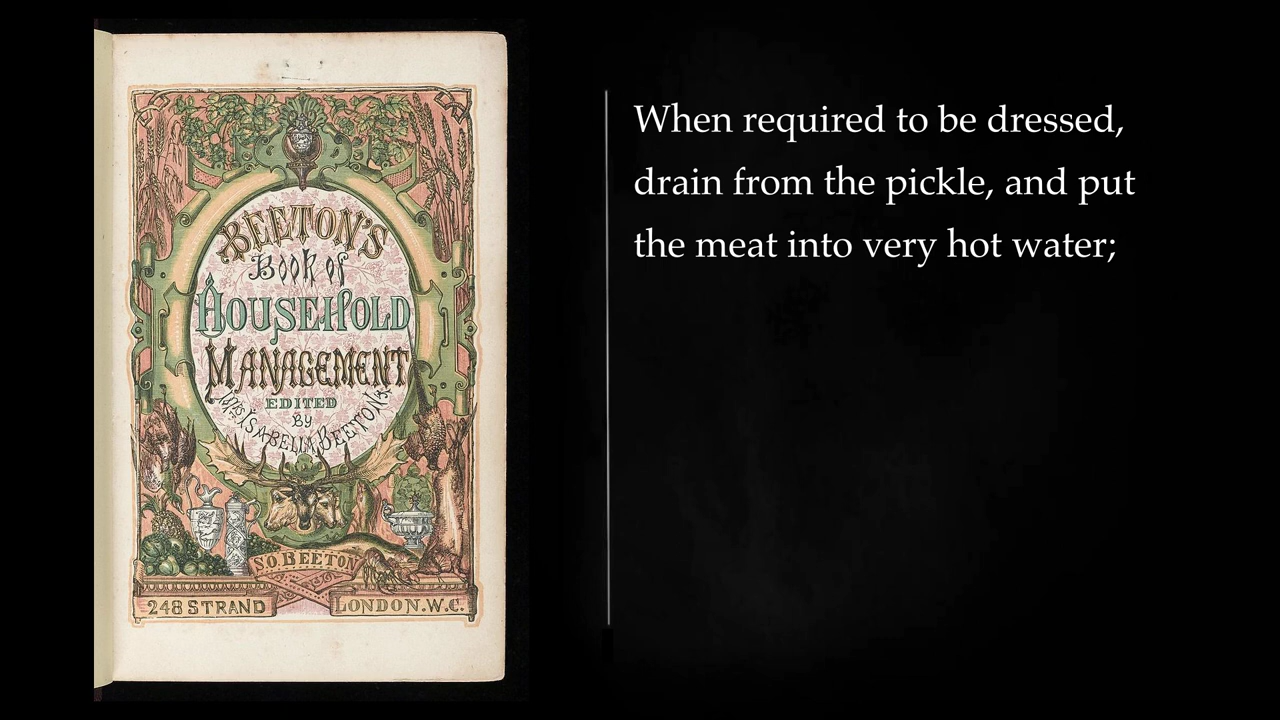 BEETON'S
Book of
HOUSEHOLD
MANAGEMENT
EDITED
BY
MRS ISABELLA BEETON
S.O. BEETON
248 STRAND
LONDON. W.C.
When required to be dressed,
drain from the pickle, and put
the meat into very hot water;